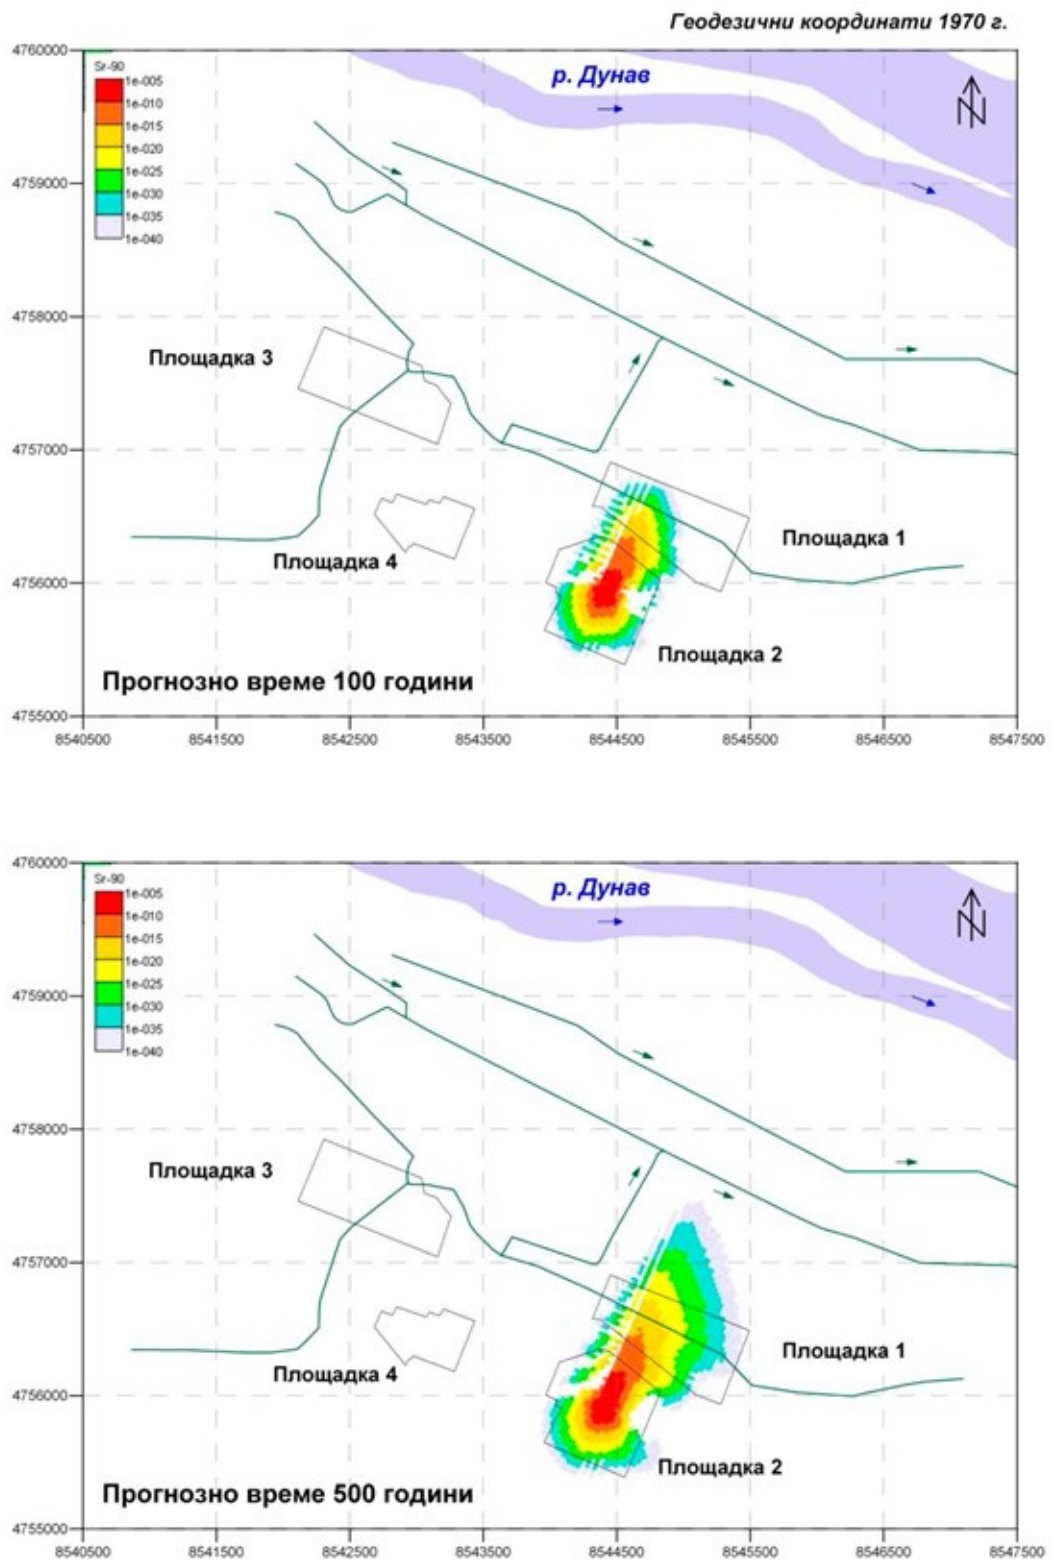 Геодезични координати 1970 г.
4760000
Sr-90
р. Дунав
N
1e-005
1e-010
1e-015
1e-020
4759000
1e-025
1e-030
1e-035
1e-040
4758000
Площадка 3
4757000
Площадка 1
Площадка 4
4756000
Площадка 2
Прогнозно време 100 години
4755000
8540500 8541500 8542500 8543500 8544500 8545500 8546500 8547500
4760000
Sr-90
р. Дунав
N
1e-005
1e-010
1e-015
1e-020
4759000
1e-025
1e-030
1e-035
1e-040
4758000
Площадка 3
4757000
Площадка 1
Площадка 4
4756000
Площадка 2
Прогнозно време 500 години
4755000
8540500 8541500 8542500 8543500 8544500 8545500 8546500 8547500